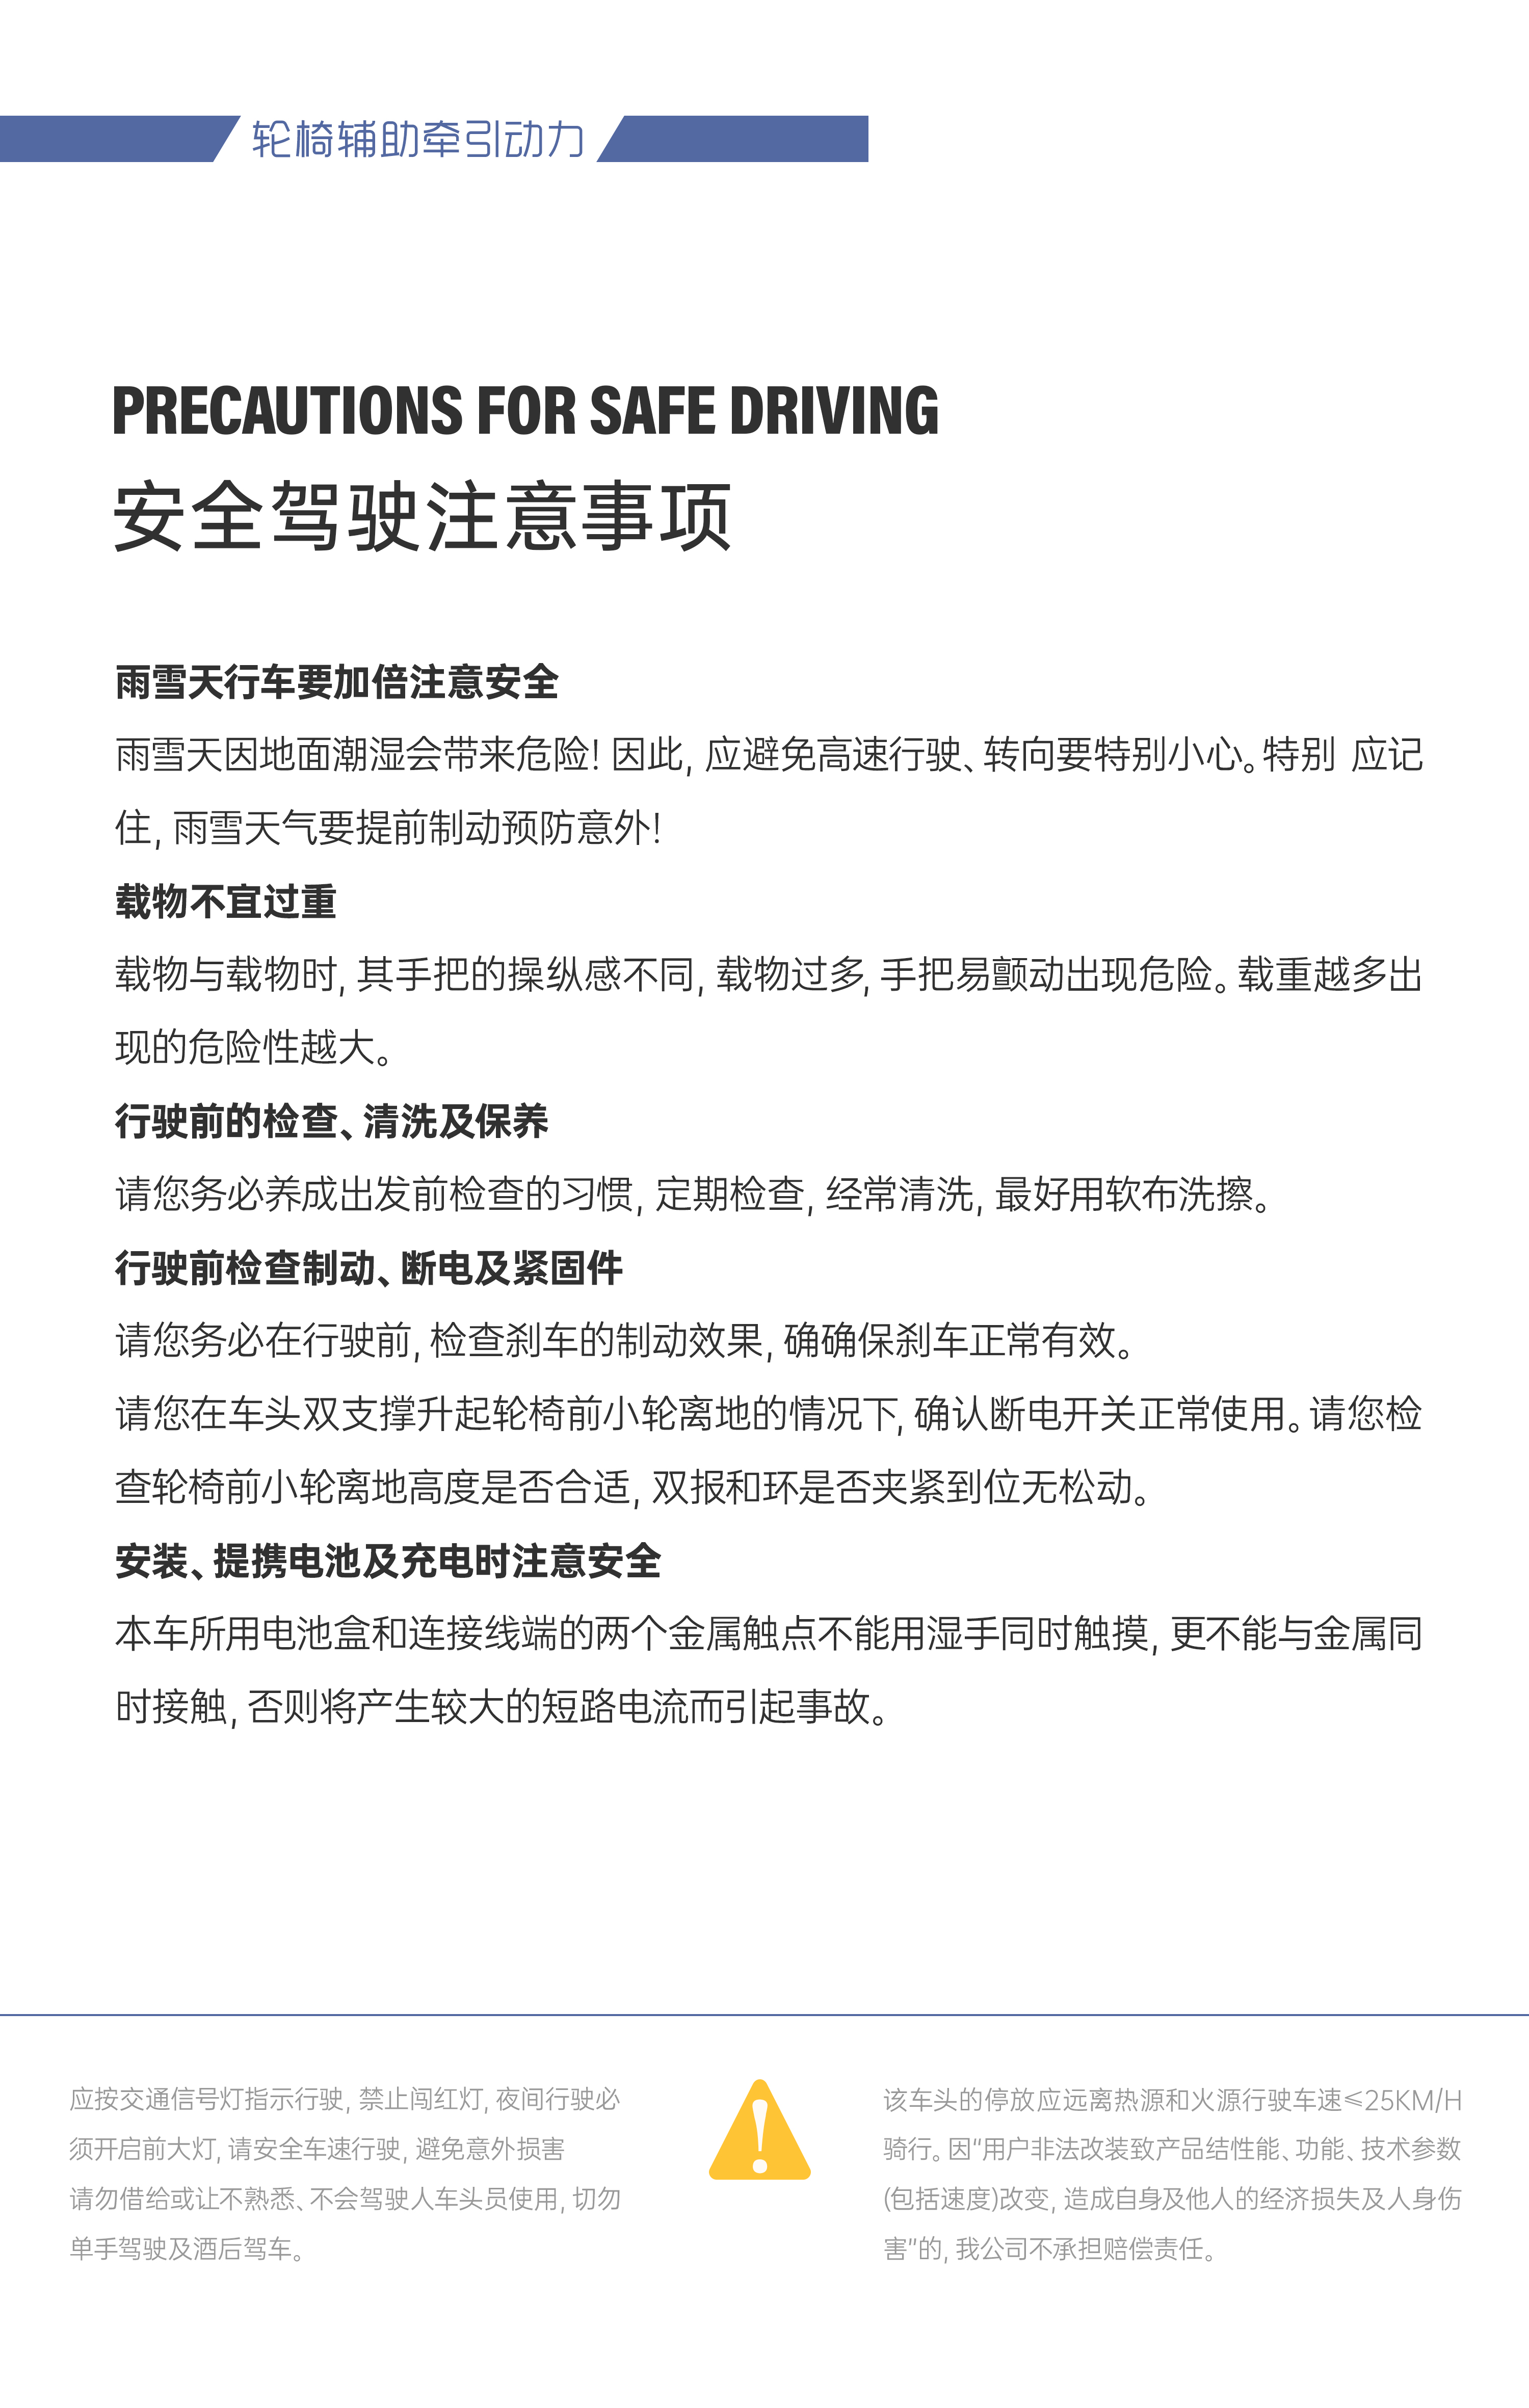 轮椅辅助牵引动力
PRECAUTIONS FOR SAFE DRIVING
安全驾驶注意事项
雨雪天行车要加倍注意安全
雨雪天因地面潮湿会带来危险！因此，应避免高速行驶、转向要特别小心。特别 应记
住，雨雪天气要提前制动预防意外！
载物不宜过重
载物与载物时，其手把的操纵感不同，载物过多，手把易颤动出现危险。载重越多出
现的危险性越大。
行驶前的检查、清洗及保养
请您务必养成出发前检查的习惯，定期检查，经常清洗，最好用软布洗擦。
行驶前检查制动、断电及紧固件
请您务必在行驶前，检查刹车的制动效果，确确保刹车正常有效。
请您在车头双支撑升起轮椅前小轮离地的情况下，确认断电开关正常使用。请您检
查轮椅前小轮离地高度是否合适，双报和环是否夹紧到位无松动。
安装、提携电池及充电时注意安全
本车所用电池盒和连接线端的两个金属触点不能用湿手同时触摸，更不能与金属同
时接触，否则将产生较大的短路电流而引起事故。
应按交通信号灯指示行驶，禁止闯红灯，夜间行驶必
须开启前大灯，请安全车速行驶，避免意外损害
请勿借给或让不熟悉、不会驾驶人车头员使用，切勿
单手驾驶及酒后驾车。
该车头的停放应远离热源和火源行驶车速≤25KM/H
骑行。因"用户非法改装致产品结性能、功能、技术参数
(包括速度)改变，造成自身及他人的经济损失及人身伤
害"的，我公司不承担赔偿责任。